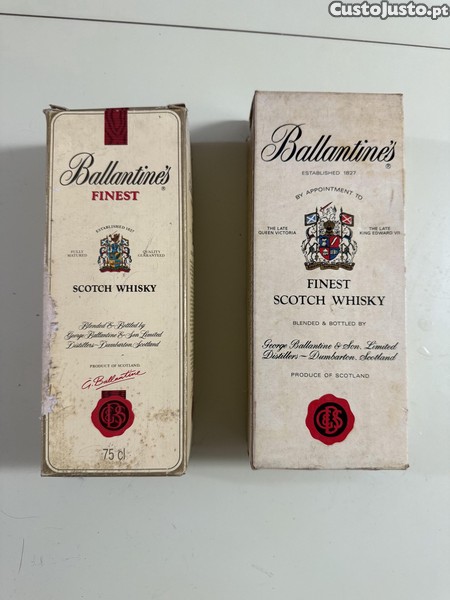 CustoJusto.pt
Ballantine's
®
FINEST
ESTABLISHED 1827
FULLY MATURED
QUALITY GUARANTEED
SCOTCH WHISKY
Blended & Bottled by
George Ballantine & Son Limited
Distillers – Dumbarton, Scotland
PRODUCT OF SCOTLAND
G. Ballantine
GBS
75 cl
Ballantine's
®
ESTABLISHED 1827
BY APPOINTMENT TO
THE LATE QUEEN VICTORIA
THE LATE KING EDWARD VII
FINEST
SCOTCH WHISKY
BLENDED & BOTTLED BY
George Ballantine & Son, Limited
Distillers – Dumbarton, Scotland
PRODUCE OF SCOTLAND
GBS